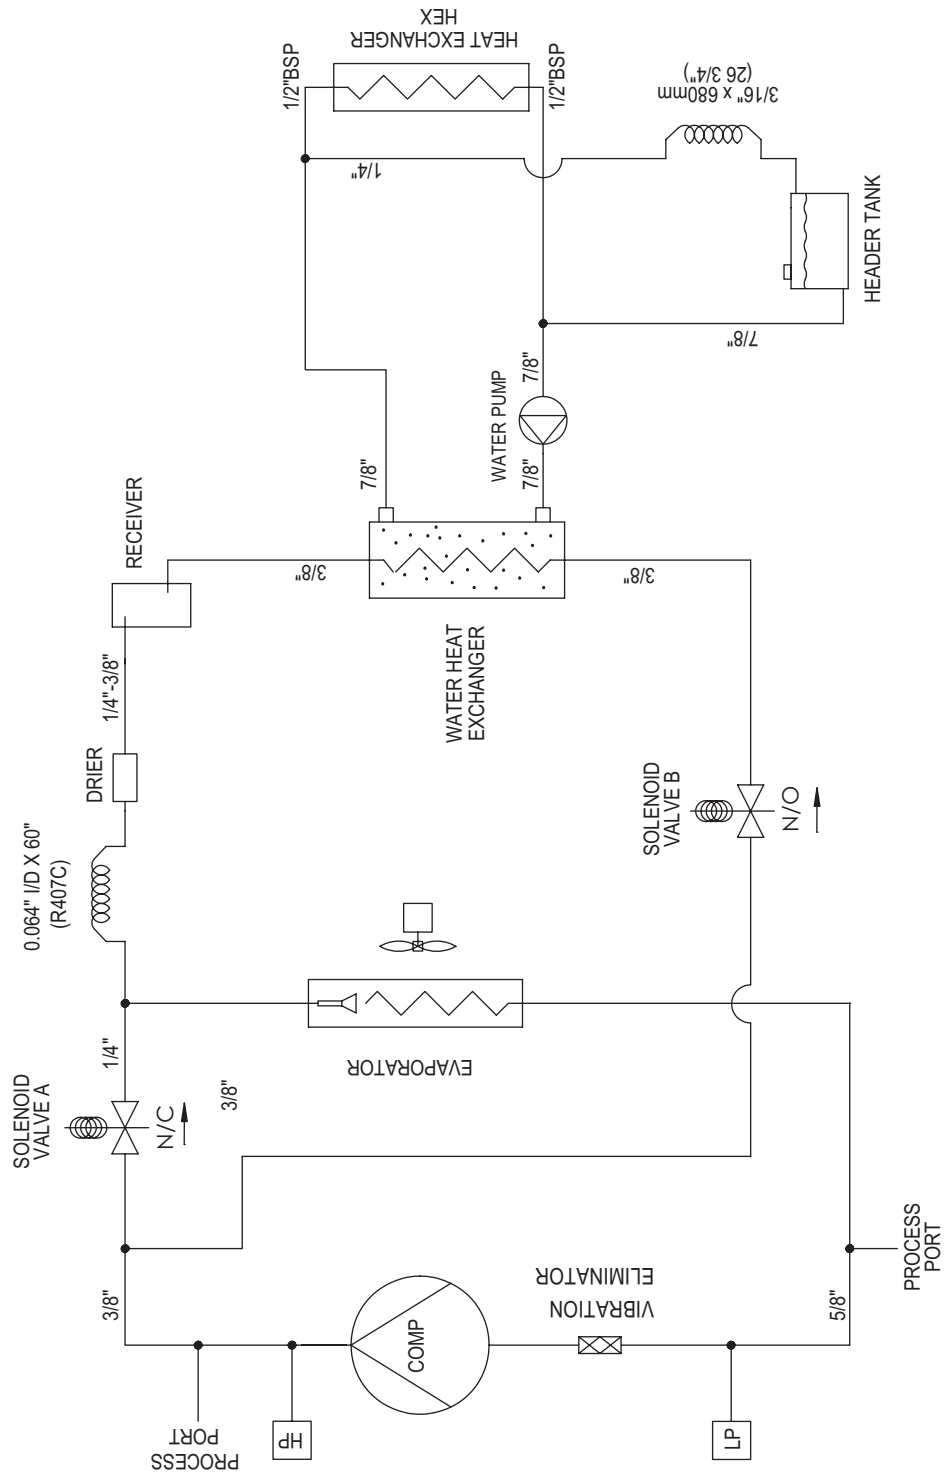 HEAT EXCHANGER
HEX
1/2"BSP
1/2"BSP
3/16" x 680mm
(26 3/4")
1/4"
HEADER TANK
7/8"
7/8"
WATER PUMP
7/8"
7/8"
RECEIVER
3/8"
3/8"
WATER HEAT
EXCHANGER
1/4"-3/8"
DRIER
0.064" I/D X 60"
(R407C)
SOLENOID
VALVE B
N/O
EVAPORATOR
1/4"
SOLENOID
VALVE A
N/C
3/8"
3/8"
COMP
VIBRATION
ELIMINATOR
5/8"
PROCESS
PORT
PROCESS
PORT
HP
LP